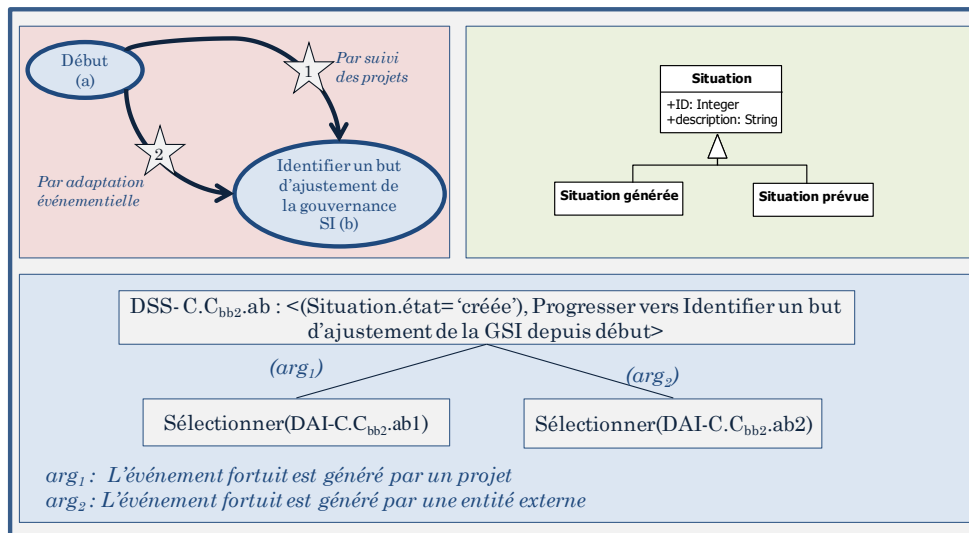 Début
(a)
1
Par suivi
des projets
2
Par adaptation
événementielle
Identifier un but
d'ajustement de
la gouvernance
SI (b)
Situation
+ID: Integer
+description: String
Situation générée
Situation prévue
DSS- C.Cbb2.ab : <(Situation.état= 'créée'), Progresser vers Identifier un but
d'ajustement de la GSI depuis début>
(arg1)
(arg2)
Sélectionner(DAI-C.Cbb2.ab1)
Sélectionner(DAI-C.Cbb2.ab2)
arg1 : L'événement fortuit est généré par un projet
arg2 : L'événement fortuit est généré par une entité externe